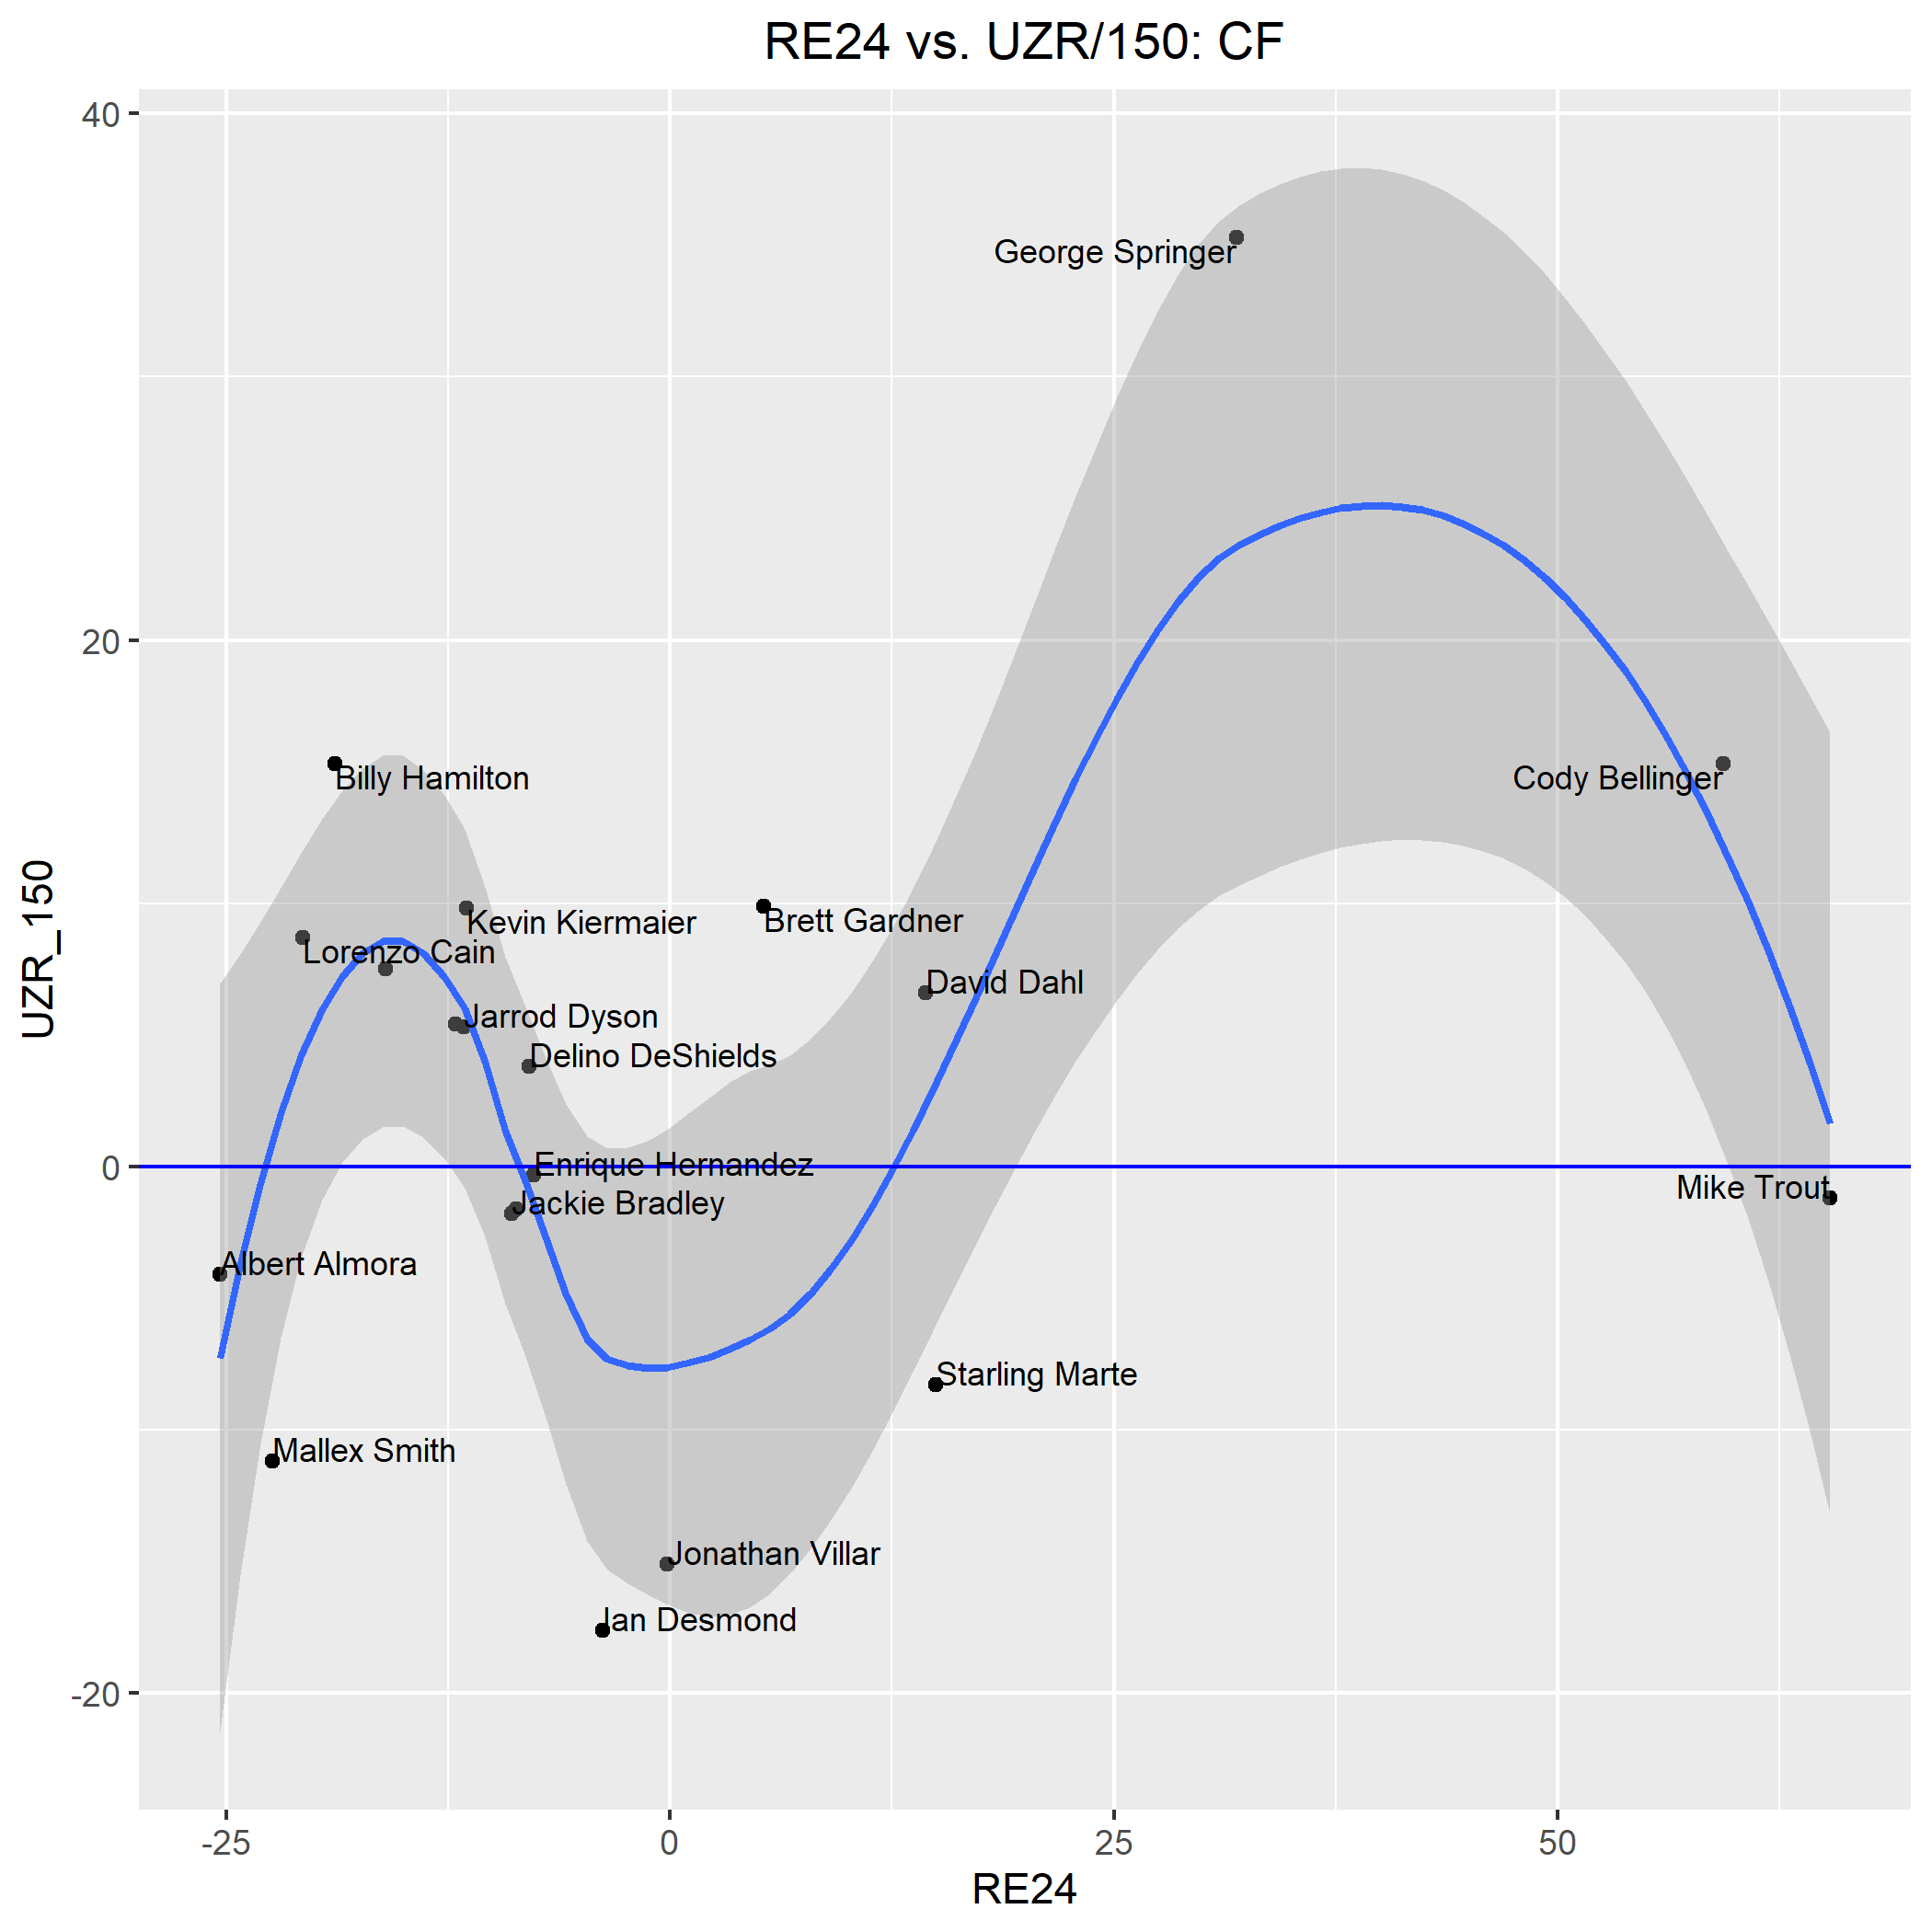 RE24 vs. UZR/150: CF
40
George Springer
20
Billy Hamilton
Cody Bellinger
Kevin Kiermaier
Brett Gardner
Lorenzo Cain
David Dahl
Jarrod Dyson
Delino DeShields
UZR_150
0
Enrique Hernandez
Mike Trout
Jackie Bradley
Albert Almora
Starling Marte
Mallex Smith
Jonathan Villar
Ian Desmond
-20
-25
0
25
50
RE24